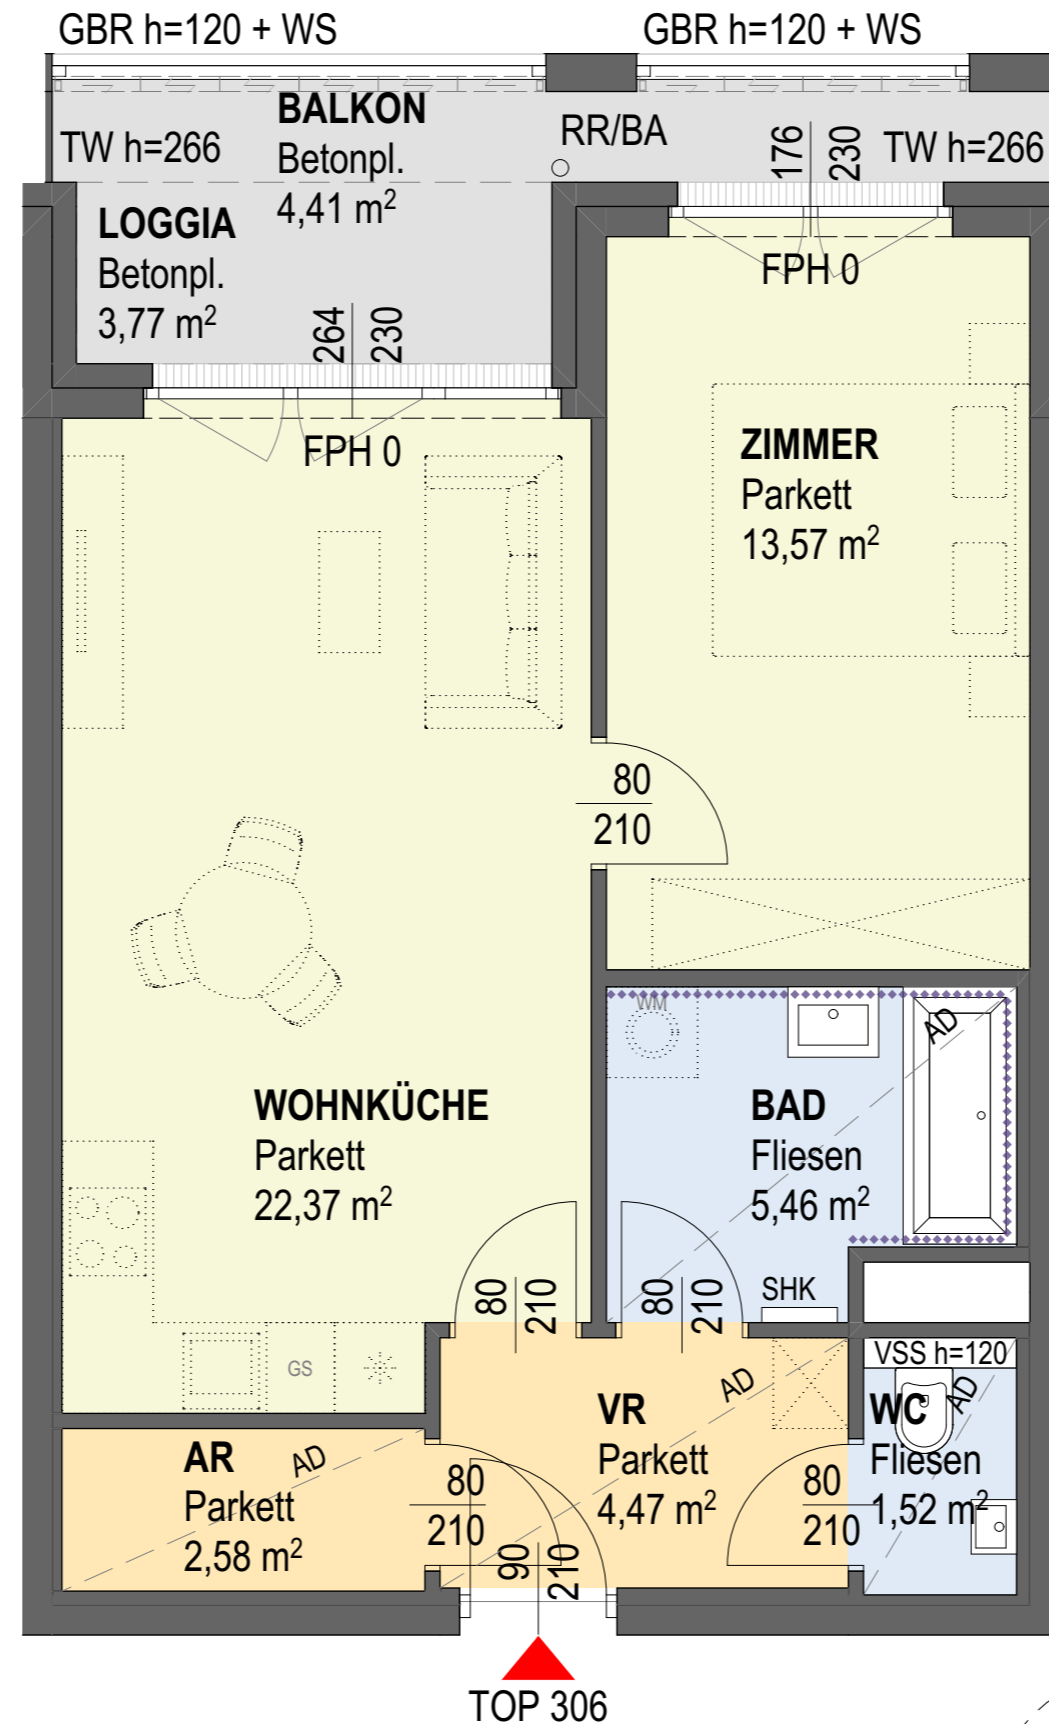 GBR h=120 + WS
GBR h=120 + WS
BALKON
Betonpl.
4,41 m²
TW h=266
RR/BA
176
230
TW h=266
LOGGIA
Betonpl.
3,77 m²
264
230
FPH 0
FPH 0
ZIMMER
Parkett
13,57 m²
80
210
WM
AD
WOHNKÜCHE
Parkett
22,37 m²
BAD
Fliesen
5,46 m²
80
210
80
210
SHK
GS
VSS h=120
AD
AD
VR
Parkett
4,47 m²
WC
Fliesen
1,52 m²
AR
Parkett
2,58 m²
AD
80
210
80
210
90
210
TOP 306